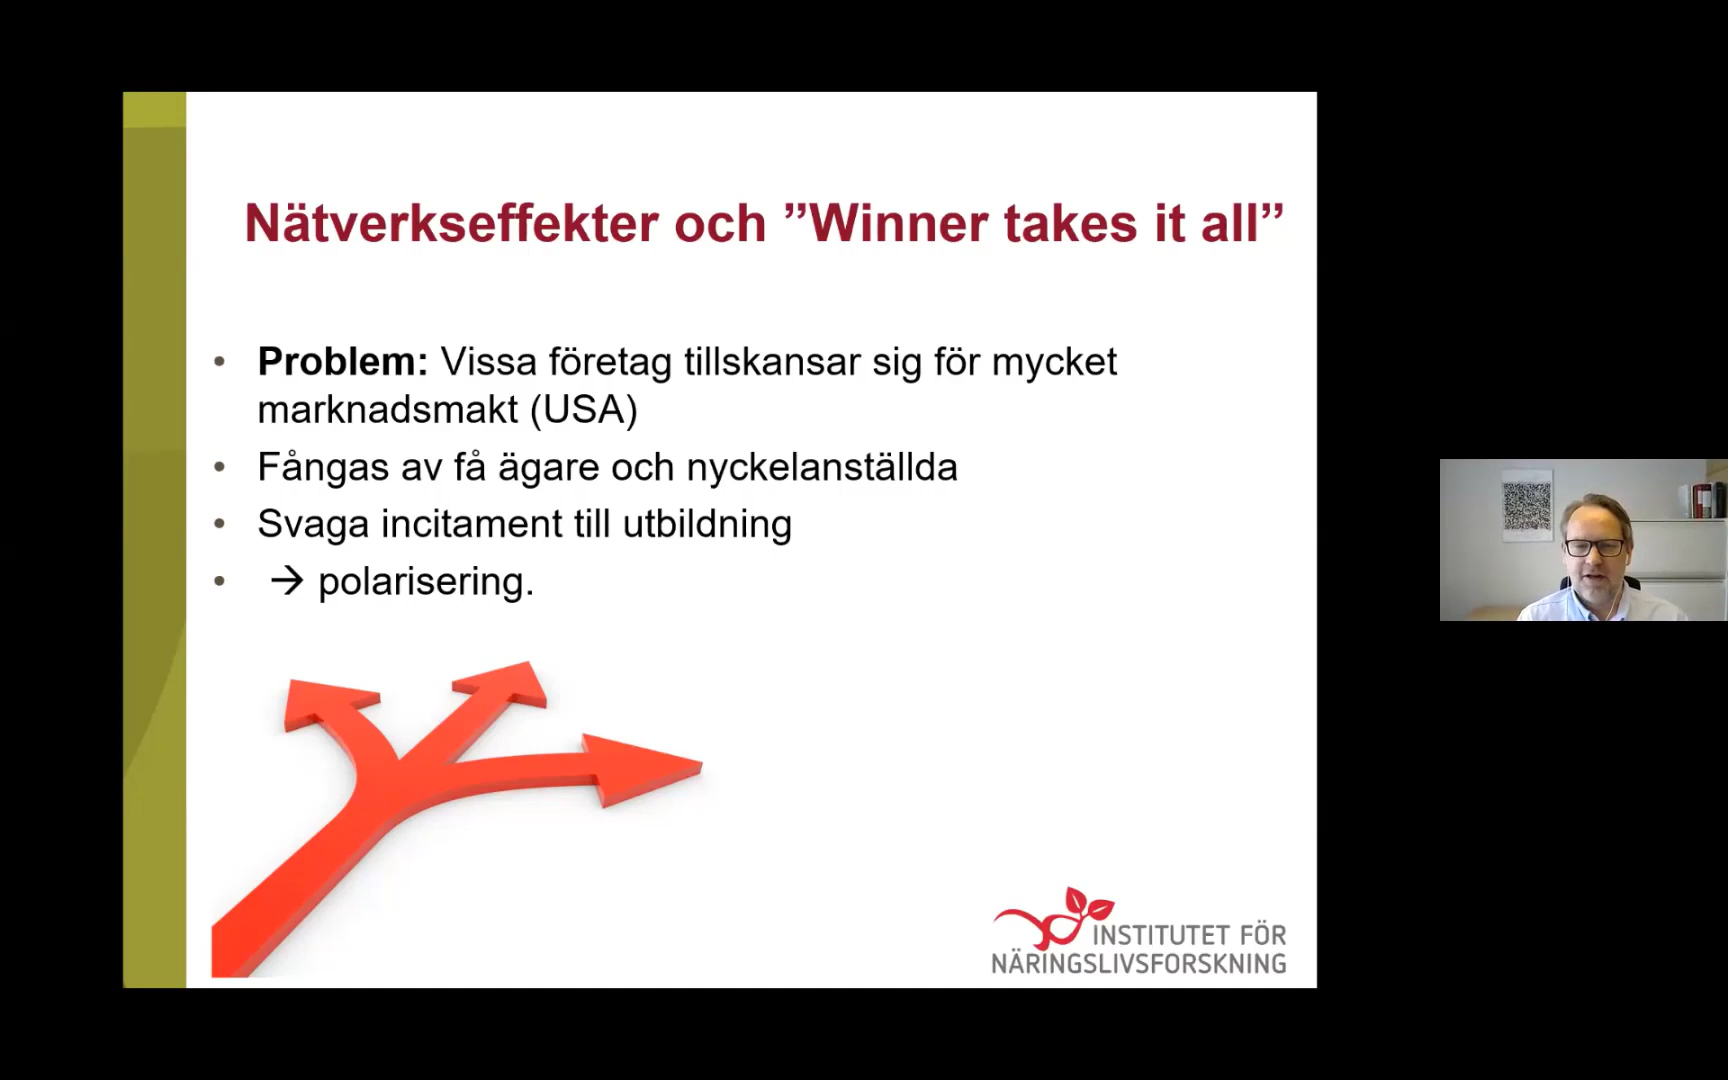 Nätverkseffekter och ”Winner takes it all”
• Problem: Vissa företag tillskansar sig för mycket
marknadsmakt (USA)
• Fångas av få ägare och nyckelanställda
• Svaga incitament till utbildning
• → polarisering.
INSTITUTET FÖR
NÄRINGSLIVSFORSKNING